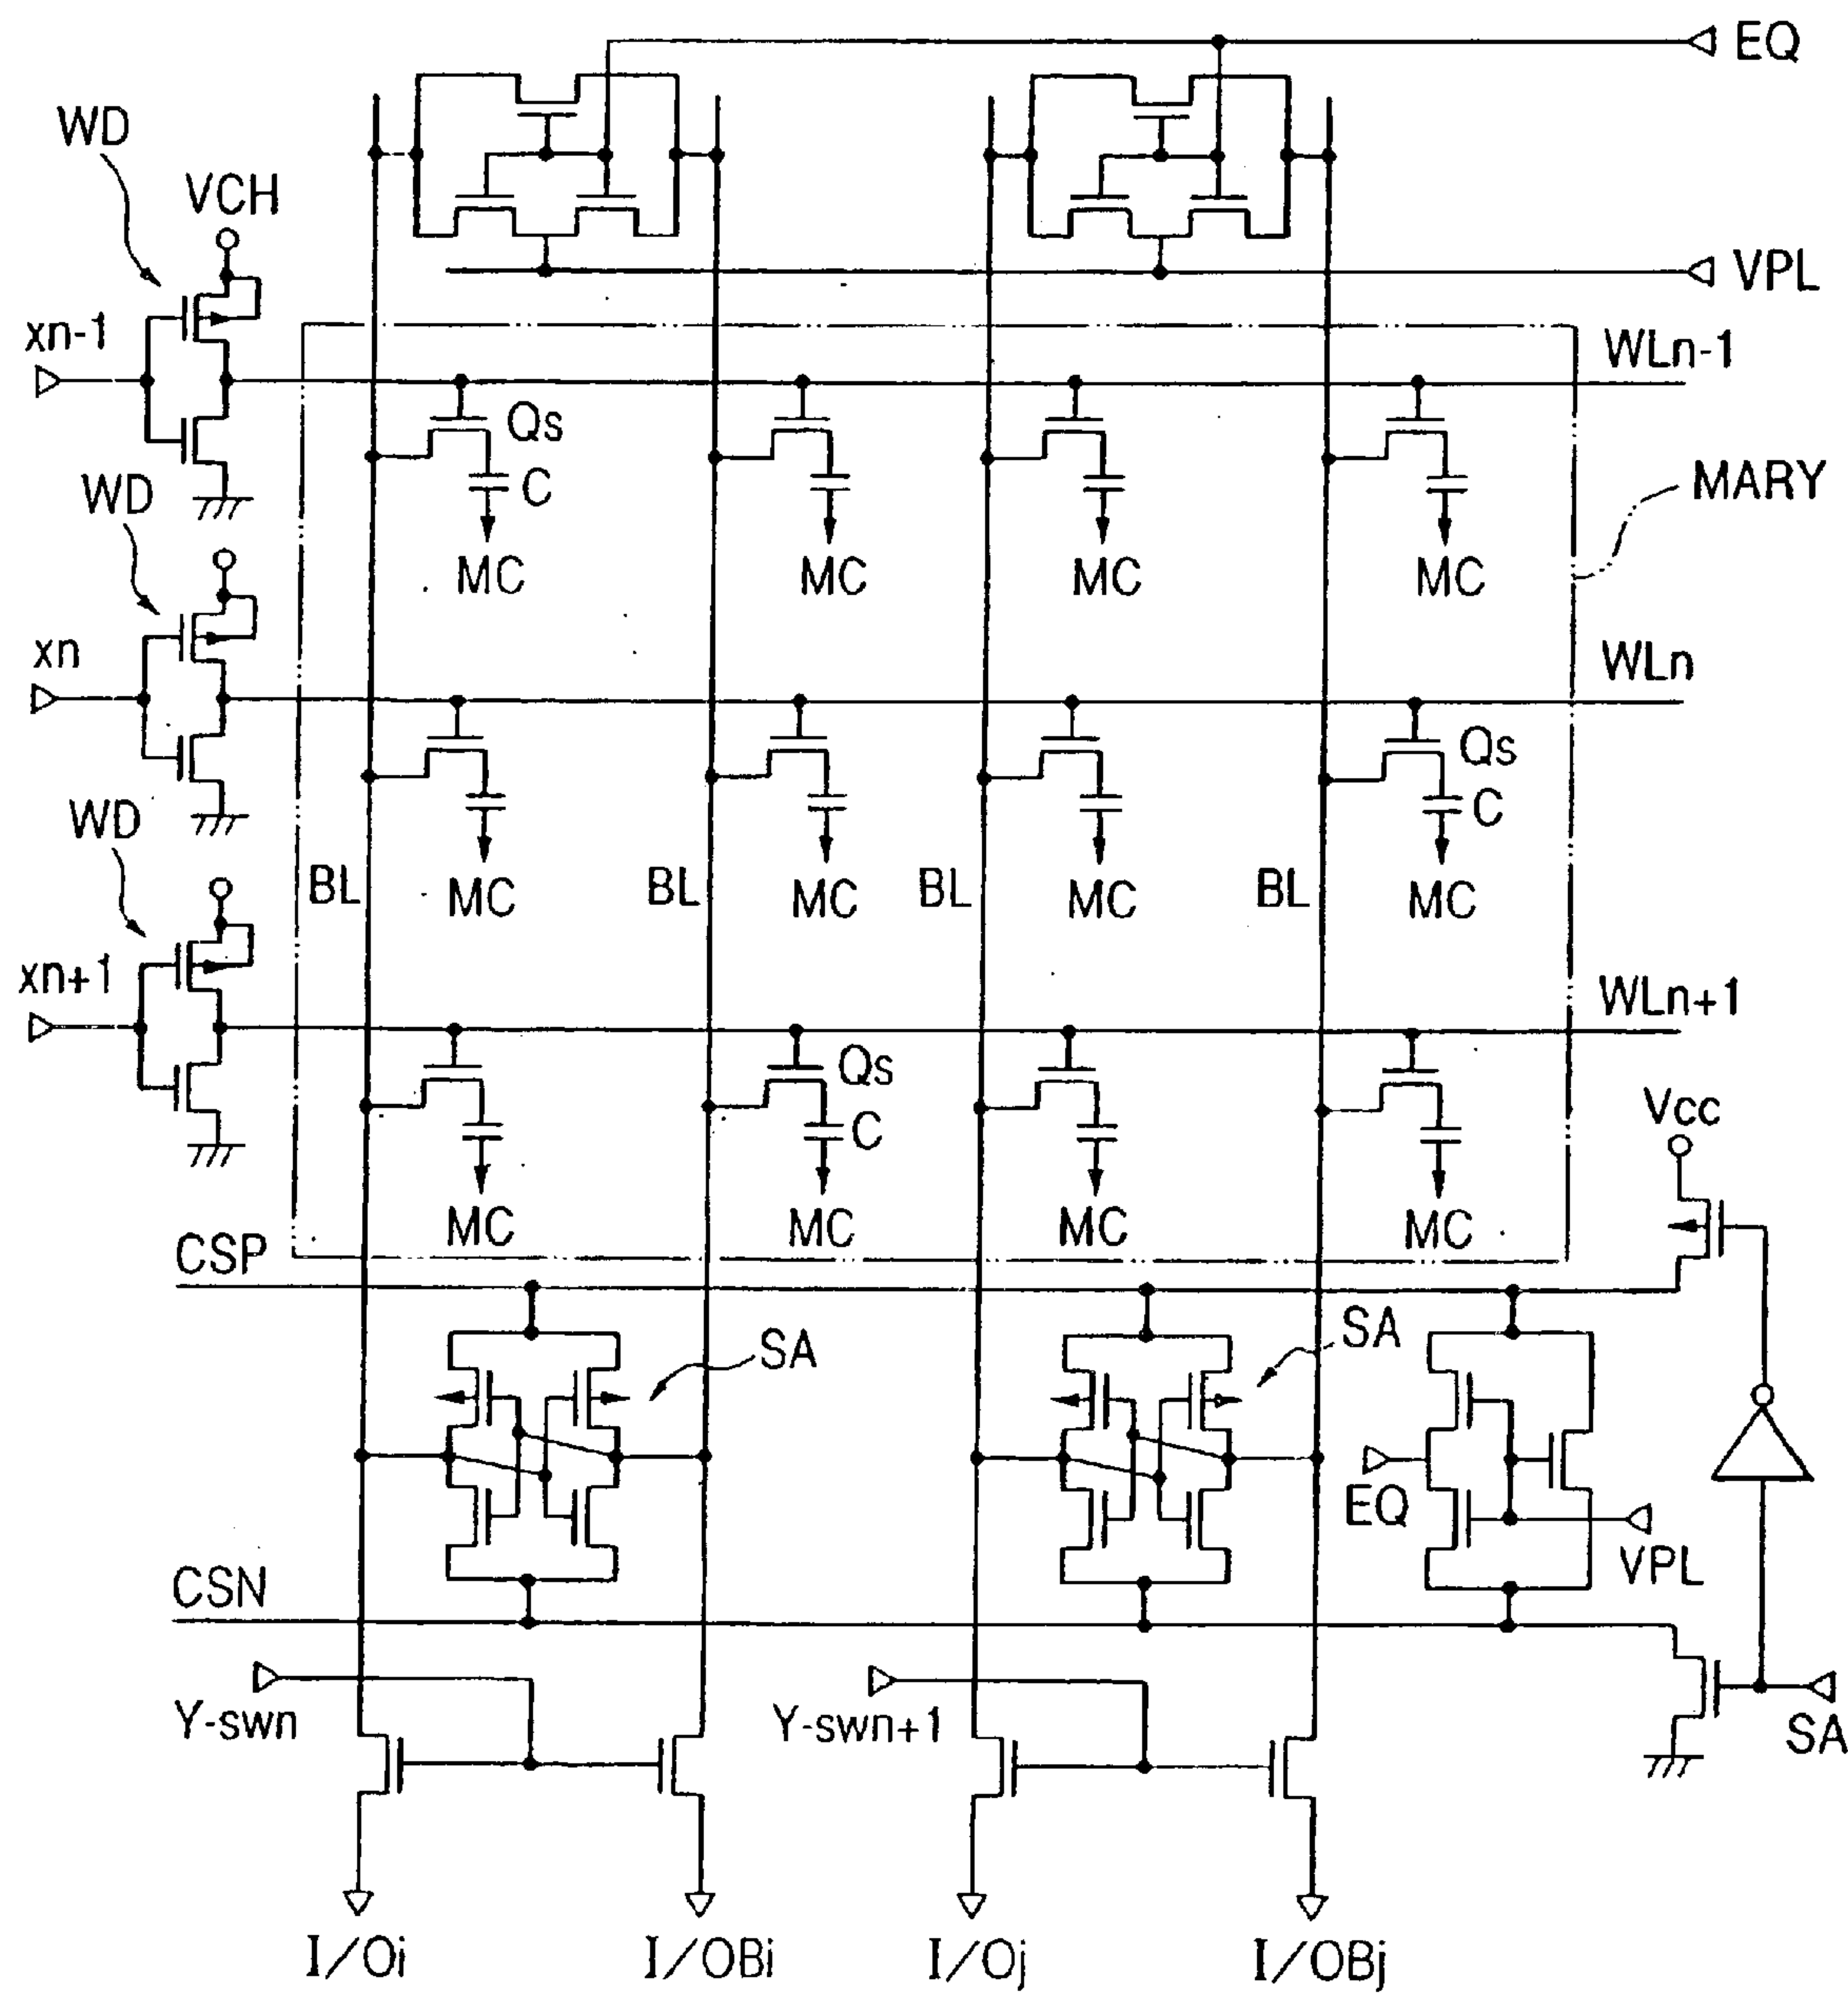 EQ
WD
VCH
VPL
xn-1
WLn-1
Qs
C
MARY
WD
MC
MC
MC
MC
xn
WLn
Qs
C
WD
BL
MC
BL
MC
BL
MC
BL
MC
xn+1
WLn+1
Qs
C
Vcc
MC
MC
MC
MC
CSP
SA
SA
EQ
VPL
CSN
Y-swn
Y-swn+1
SA
I/Oi
I/OBi
I/Oj
I/OBj